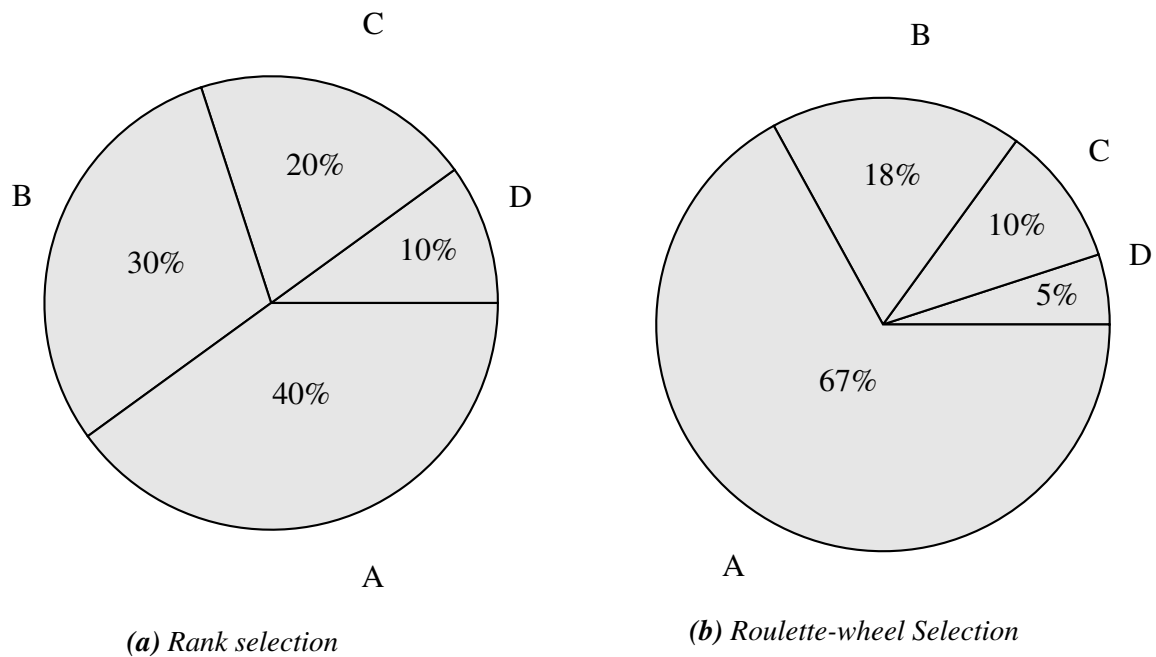 C
20%
B
D
10%
30%
40%
A
(a) Rank selection
B
C
18%
10%
D
5%
67%
A
(b) Roulette-wheel Selection